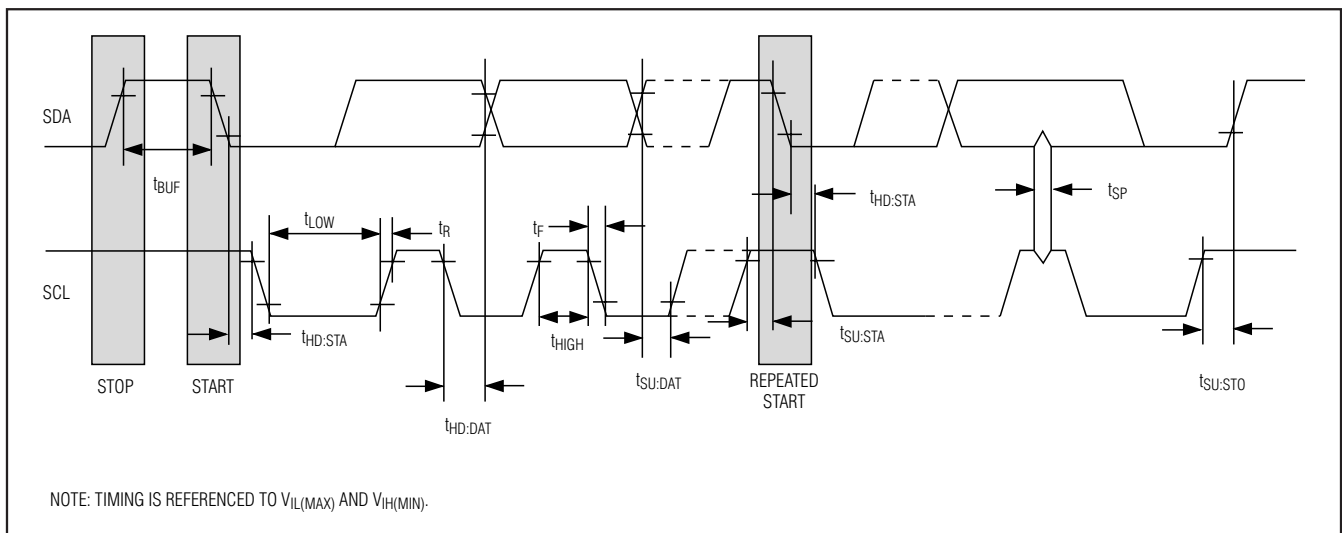 SDA
tBUF
tLOW
tR
tF
tHD:STA
tSP
SCL
tHD:STA
tHIGH
tSU:STA
tSU:DAT
tSU:STO
STOP
START
REPEATED
START
tHD:DAT
NOTE: TIMING IS REFERENCED TO VIL(MAX) AND VIH(MIN).